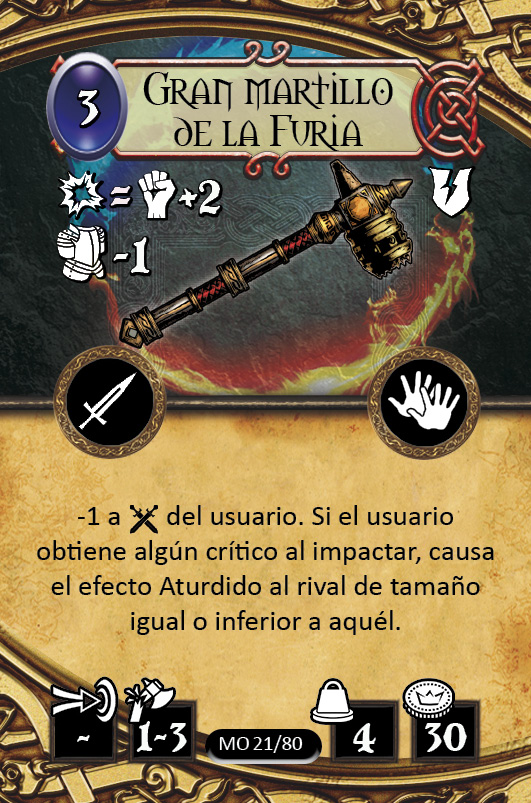 3
GRAN MARTILLO
DE LA FURIA
= +2
-1
-1 a del usuario. Si el usuario
obtiene algún crítico al impactar, causa
el efecto Aturdido al rival de tamaño
igual o inferior a aquél.
- 1-3 MO 21/80 4 30